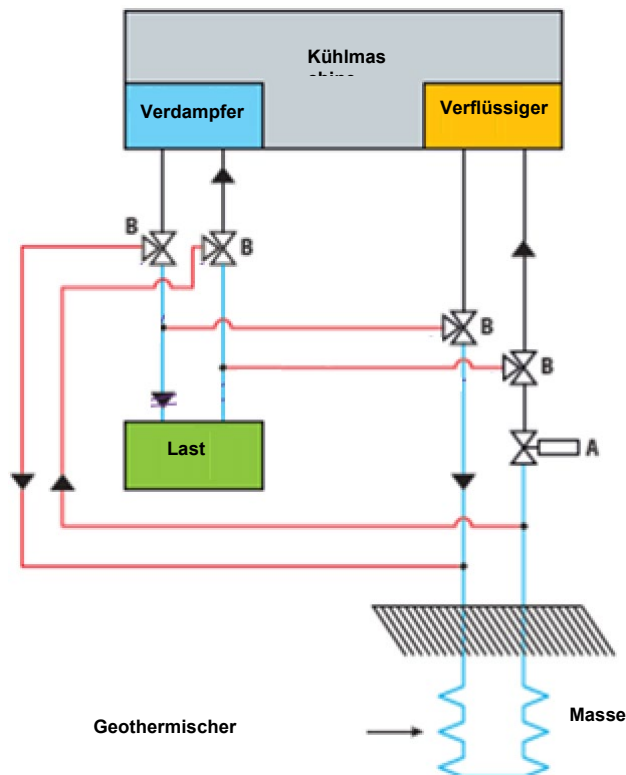 Kühlmas
Verdampfer
Verflüssiger
B
B
B
B
A
Last
Masse
Geothermischer